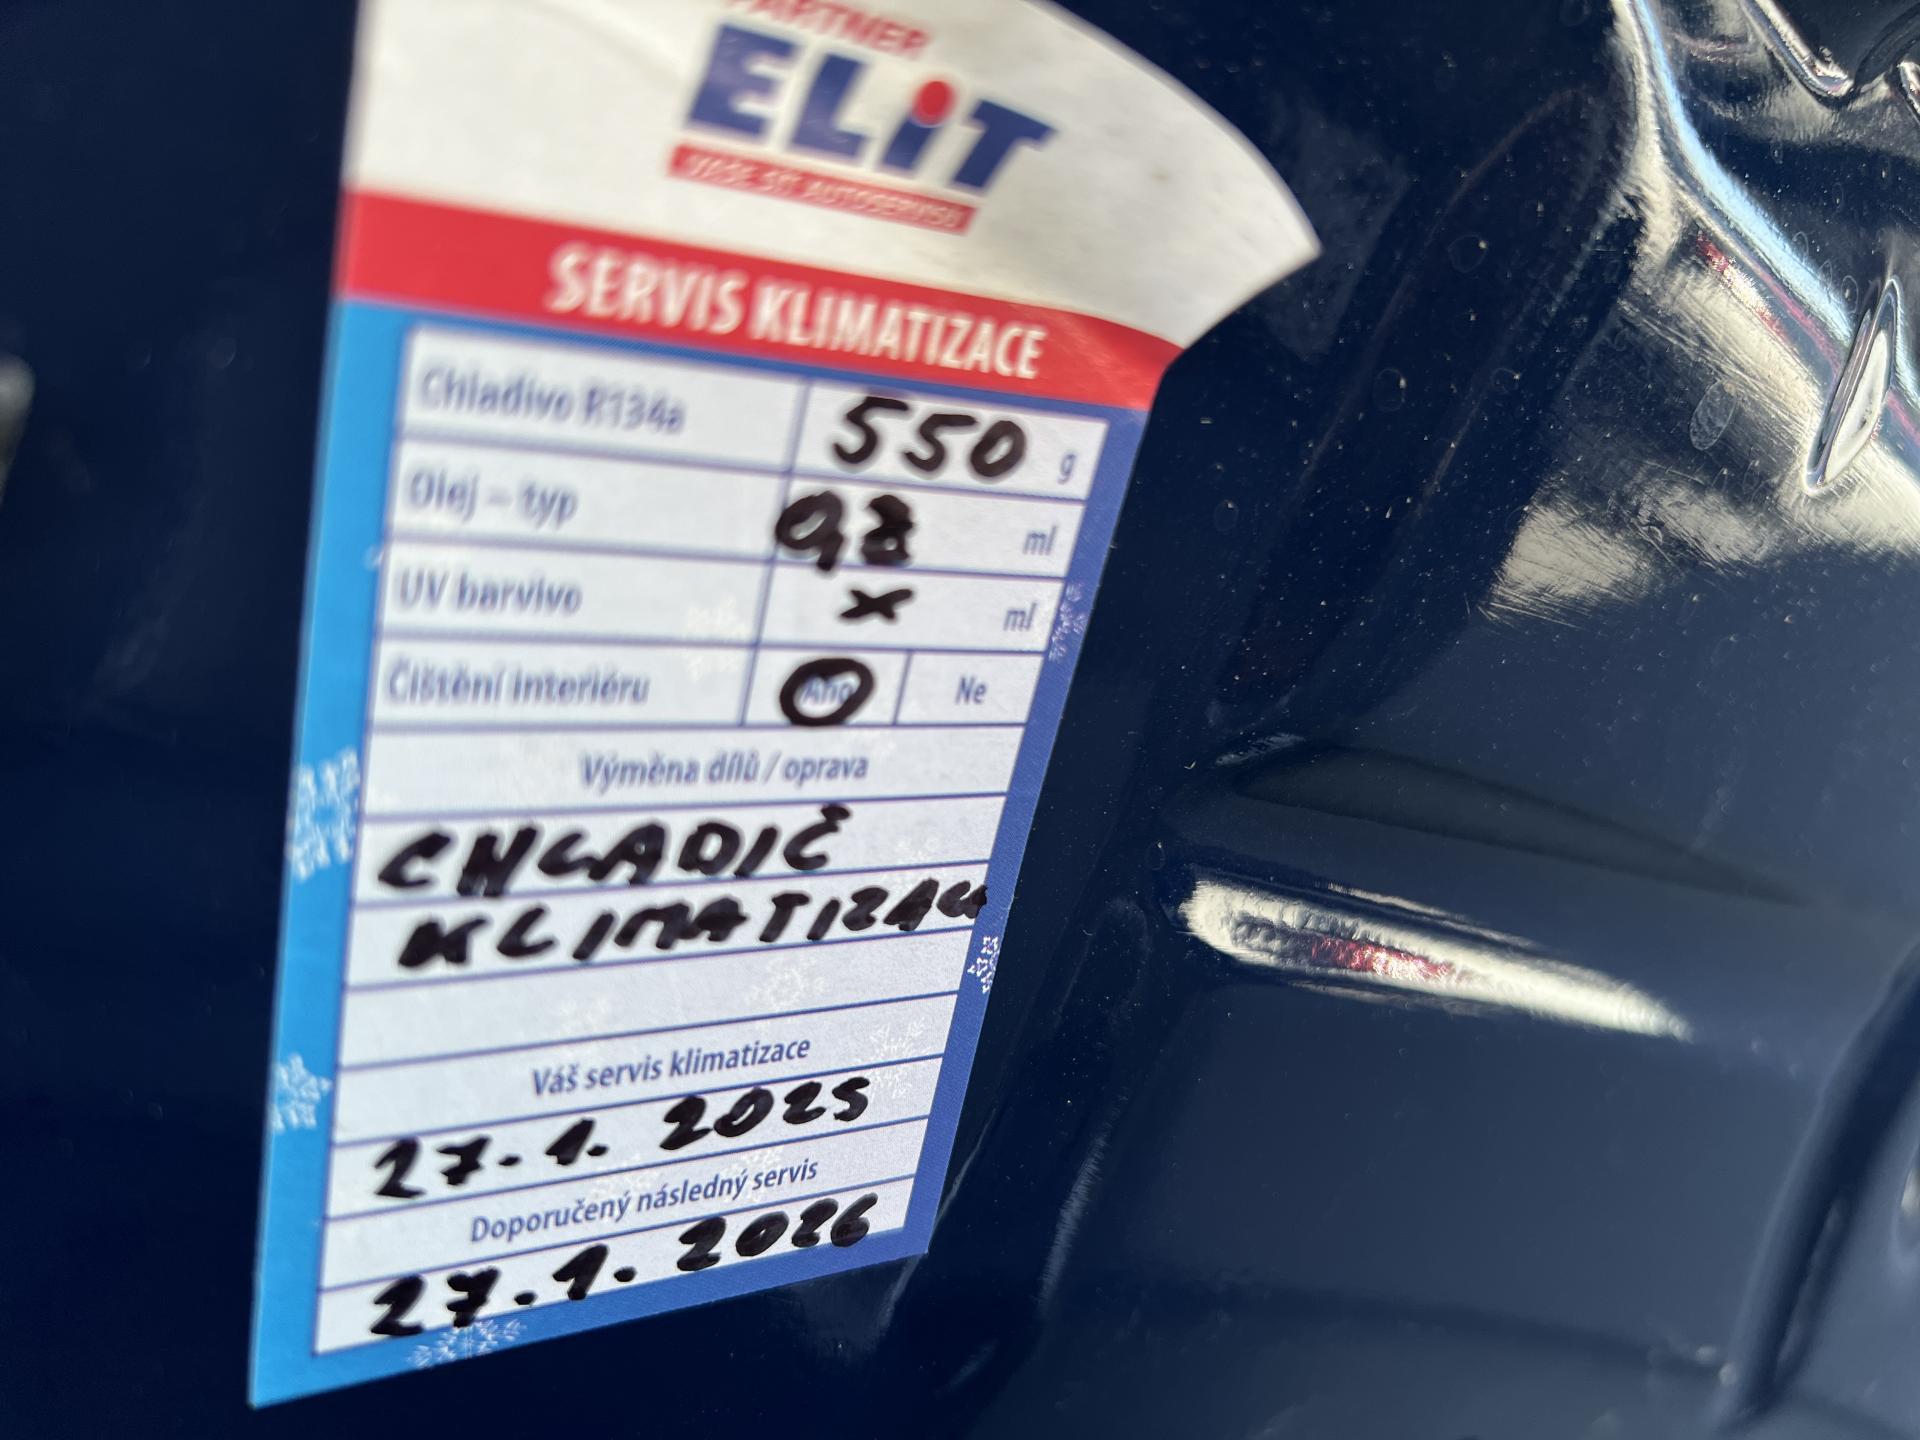 PARTNER
ELiT
VAŠE SÍŤ AUTOSERVISŮ
SERVIS KLIMATIZACE
Chladivo R134a 550 g
Olej – typ ml
UV barvivo x ml
Čištění interiéru Ano Ne
Výměna dílů / oprava
CHLADIČ
KLIMATIZACE
Váš servis klimatizace
27.1. 2025
Doporučený následný servis
27.1. 2026